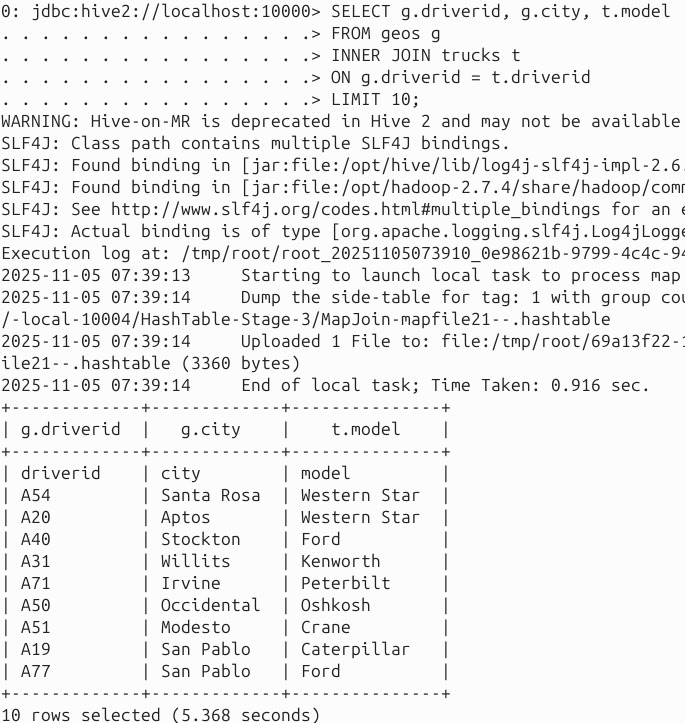 0: jdbc:hive2://localhost:10000> SELECT g.driverid, g.city, t.model
. . . . . . . . . . . . . . . .> FROM geos g
. . . . . . . . . . . . . . . .> INNER JOIN trucks t
. . . . . . . . . . . . . . . .> ON g.driverid = t.driverid
. . . . . . . . . . . . . . . .> LIMIT 10;
WARNING: Hive-on-MR is deprecated in Hive 2 and may not be available
SLF4J: Class path contains multiple SLF4J bindings.
SLF4J: Found binding in [jar:file:/opt/hive/lib/log4j-slf4j-impl-2.6.
SLF4J: Found binding in [jar:file:/opt/hadoop-2.7.4/share/hadoop/comm
SLF4J: See http://www.slf4j.org/codes.html#multiple_bindings for an e
SLF4J: Actual binding is of type [org.apache.logging.slf4j.Log4jLogge
Execution log at: /tmp/root/root_20251105073910_0e98621b-9799-4c4c-94
2025-11-05 07:39:13     Starting to launch local task to process map
2025-11-05 07:39:14     Dump the side-table for tag: 1 with group cou
/-local-10004/HashTable-Stage-3/MapJoin-mapfile21--.hashtable
2025-11-05 07:39:14     Uploaded 1 File to: file:/tmp/root/69a13f22-1
ile21--.hashtable (3360 bytes)
2025-11-05 07:39:14     End of local task; Time Taken: 0.916 sec.
+-------------+-------------+---------------+
| g.driverid  |   g.city    |    t.model    |
+-------------+-------------+---------------+
| driverid    | city        | model         |
| A54         | Santa Rosa  | Western Star  |
| A20         | Aptos       | Western Star  |
| A40         | Stockton    | Ford          |
| A31         | Willits     | Kenworth      |
| A71         | Irvine      | Peterbilt     |
| A50         | Occidental  | Oshkosh       |
| A51         | Modesto     | Crane         |
| A19         | San Pablo   | Caterpillar   |
| A77         | San Pablo   | Ford          |
+-------------+-------------+---------------+
10 rows selected (5.368 seconds)